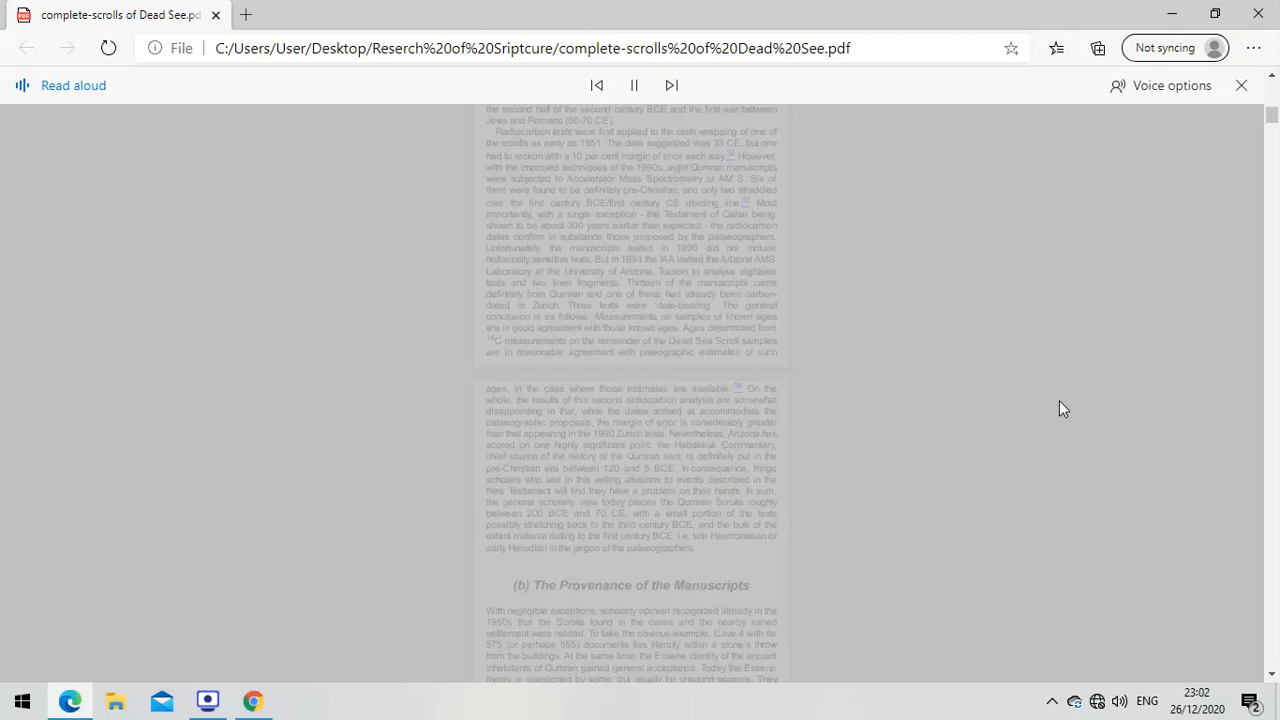 complete-scrolls of Dead See.pd
File
C:/Users/User/Desktop/Reserch%20of%20Sriptcure/complete-scrolls%20of%20Dead%20See.pdf
Not syncing
Read aloud
Voice options
the second half of the second century BCE and the first war between
Jews and Romans (66-70 CE).
Radiocarbon tests were first applied to the cloth wrapping of one of
the scrolls as early as 1951. The date suggested was 33 CE, but one
had to reckon with a 10 per cent margin of error each way.32 However,
with the improved techniques of the 1990s, eight Qumran manuscripts
were subjected to Accelerator Mass Spectrometry or AM S. Six of
them were found to be definitely pre-Christian, and only two straddled
over the first century BCE/first century CE dividing line.33 Most
importantly, with a single exception - the Testament of Qahat being
shown to be about 300 years earlier than expected - the radiocarbon
dates confirm in substance those proposed by the palaeographers.
Unfortunately, the manuscripts tested in 1990 did not include
historically sensitive texts. But in 1994 the IAA invited the Arizona AMS
Laboratory at the University of Arizona, Tucson to analyse eighteen
texts and two linen fragments. Thirteen of the manuscripts came
definitely from Qumran and one of these had already been carbon-
dated in Zurich. Three texts were 'date-bearing'. The general
conclusion is as follows: Measurements on samples of known ages
are in good agreement with those known ages. Ages determined from
14C measurements on the remainder of the Dead Sea Scroll samples
are in reasonable agreement with paleographic estimates of such
ages, in the case where those estimates are available.'34 On the
whole, the results of this second radiocarbon analysis are somewhat
disappointing in that, while the dates arrived at accommodate the
palaeographic proposals, the margin of error is considerably greater
than that appearing in the 1990 Zurich tests. Nevertheless, Arizona has
scored on one highly significant point: the Habakkuk Commentary,
chief source of the history of the Qumran sect, is definitely put in the
pre-Christian era between 120 and 5 BCE. In consequence, fringe
scholars who see in this writing allusions to events described in the
New Testament will find they have a problem on their hands. In sum,
the general scholarly view today places the Qumran Scrolls roughly
between 200 BCE and 70 CE, with a small portion of the texts
possibly stretching back to the third century BCE, and the bulk of the
extant material dating to the first century BCE, i.e. late Hasmonaean or
early Herodian in the jargon of the palaeographers.
(b) The Provenance of the Manuscripts
With negligible exceptions, scholarly opinion recognized already in the
1950s that the Scrolls found in the caves and the nearby ruined
settlement were related. To take the obvious example, Cave 4 with its
575 (or perhaps 555) documents lies literally within a stone's throw
from the buildings. At the same time, the Essene identity of the ancient
inhabitants of Qumran gained general acceptance. Today the Essene
theory is questioned by some, but usually for unsound reasons. They
ENG
23:02
26/12/2020
2